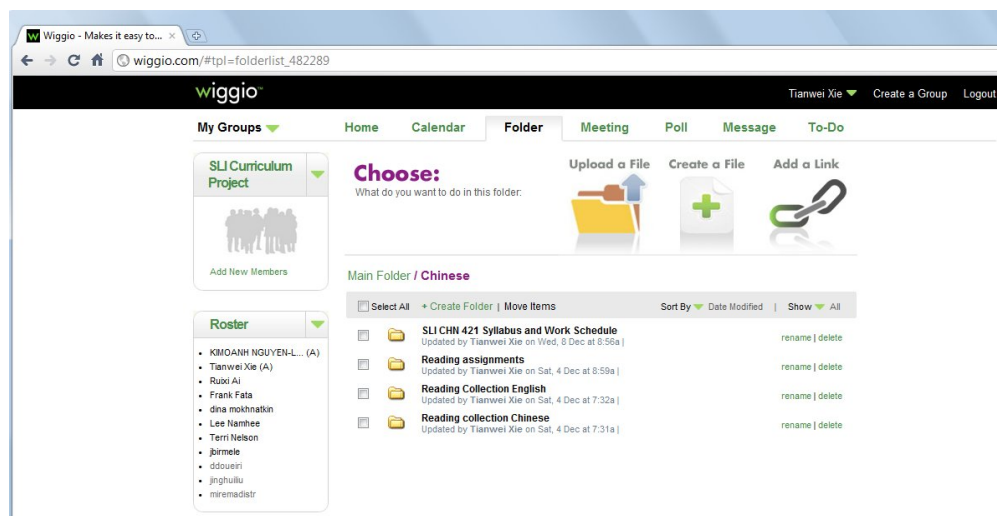 Wiggio - Makes it easy to...
wiggio.com/#tpl=folderlist_482289
wiggio™
Tianwei Xie Create a Group Logout
My Groups Home Calendar Folder Meeting Poll Message To-Do
SLI Curriculum
Project
Add New Members
Choose:
What do you want to do in this folder:
Upload a File Create a File Add a Link
Main Folder / Chinese
Select All + Create Folder | Move Items Sort By Date Modified | Show All
SLI CHN 421 Syllabus and Work Schedule
Updated by Tianwei Xie on Wed, 8 Dec at 8:56a |
rename | delete
Reading assignments
Updated by Tianwei Xie on Sat, 4 Dec at 8:59a |
rename | delete
Reading Collection English
Updated by Tianwei Xie on Sat, 4 Dec at 7:32a |
rename | delete
Reading collection Chinese
Updated by Tianwei Xie on Sat, 4 Dec at 7:31a |
rename | delete
Roster
KIMOANH NGUYEN-L... (A)
Tianwei Xie (A)
Ruixi Ai
Frank Fata
dina mokhnatkin
Lee Namhee
Terri Nelson
jbirmele
ddoueiri
jinghuiliu
miremadistr